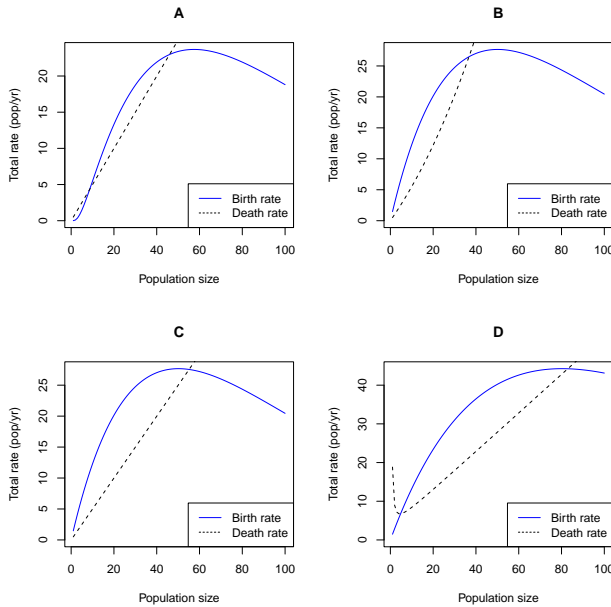 A
Total rate (pop/yr)
0 5 10 15 20
Birth rate
Death rate
0 20 40 60 80 100
Population size
B
Total rate (pop/yr)
0 5 10 15 20 25
Birth rate
Death rate
0 20 40 60 80 100
Population size
C
Total rate (pop/yr)
0 5 10 15 20 25
Birth rate
Death rate
0 20 40 60 80 100
Population size
D
Total rate (pop/yr)
0 10 20 30 40
Birth rate
Death rate
0 20 40 60 80 100
Population size